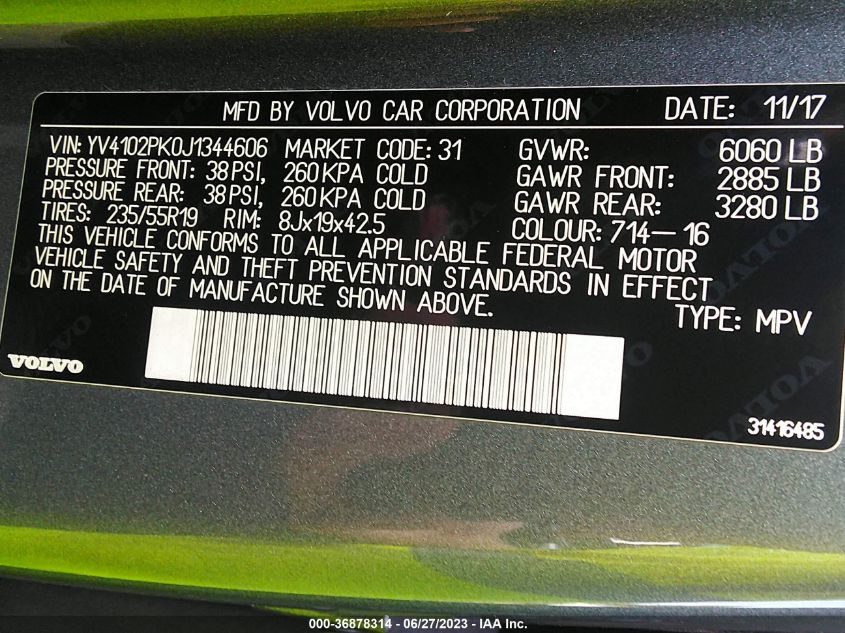 MFD BY VOLVO CAR CORPORATION DATE: 11/17
VIN: YV4102PK0J1344606 MARKET CODE: 31 GVWR: 6060 LB
PRESSURE FRONT: 38 PSI, 260 KPA COLD GAWR FRONT: 2885 LB
PRESSURE REAR: 38 PSI, 260 KPA COLD GAWR REAR: 3280 LB
TIRES: 235/55R19 RIM: 8Jx19x42.5 COLOUR: 714-16
THIS VEHICLE CONFORMS TO ALL APPLICABLE FEDERAL MOTOR
VEHICLE SAFETY AND THEFT PREVENTION STANDARDS IN EFFECT
ON THE DATE OF MANUFACTURE SHOWN ABOVE.
TYPE: MPV
VOLVO
31416485
000-36878314 - 06/27/2023 - IAA Inc.